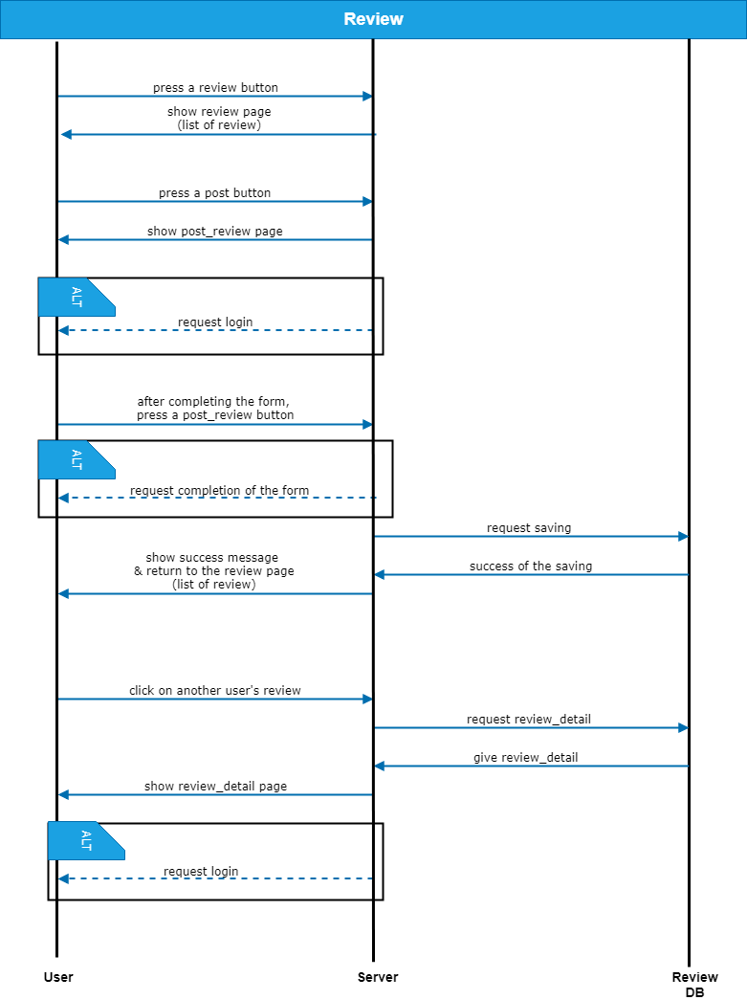 Review
press a review button
show review page
(list of review)
press a post button
show post_review page
ALT
request login
after completing the form,
press a post_review button
ALT
request completion of the form
request saving
show success message
& return to the review page
(list of review)
success of the saving
click on another user's review
request review_detail
give review_detail
show review_detail page
ALT
request login
User
Server
Review
DB